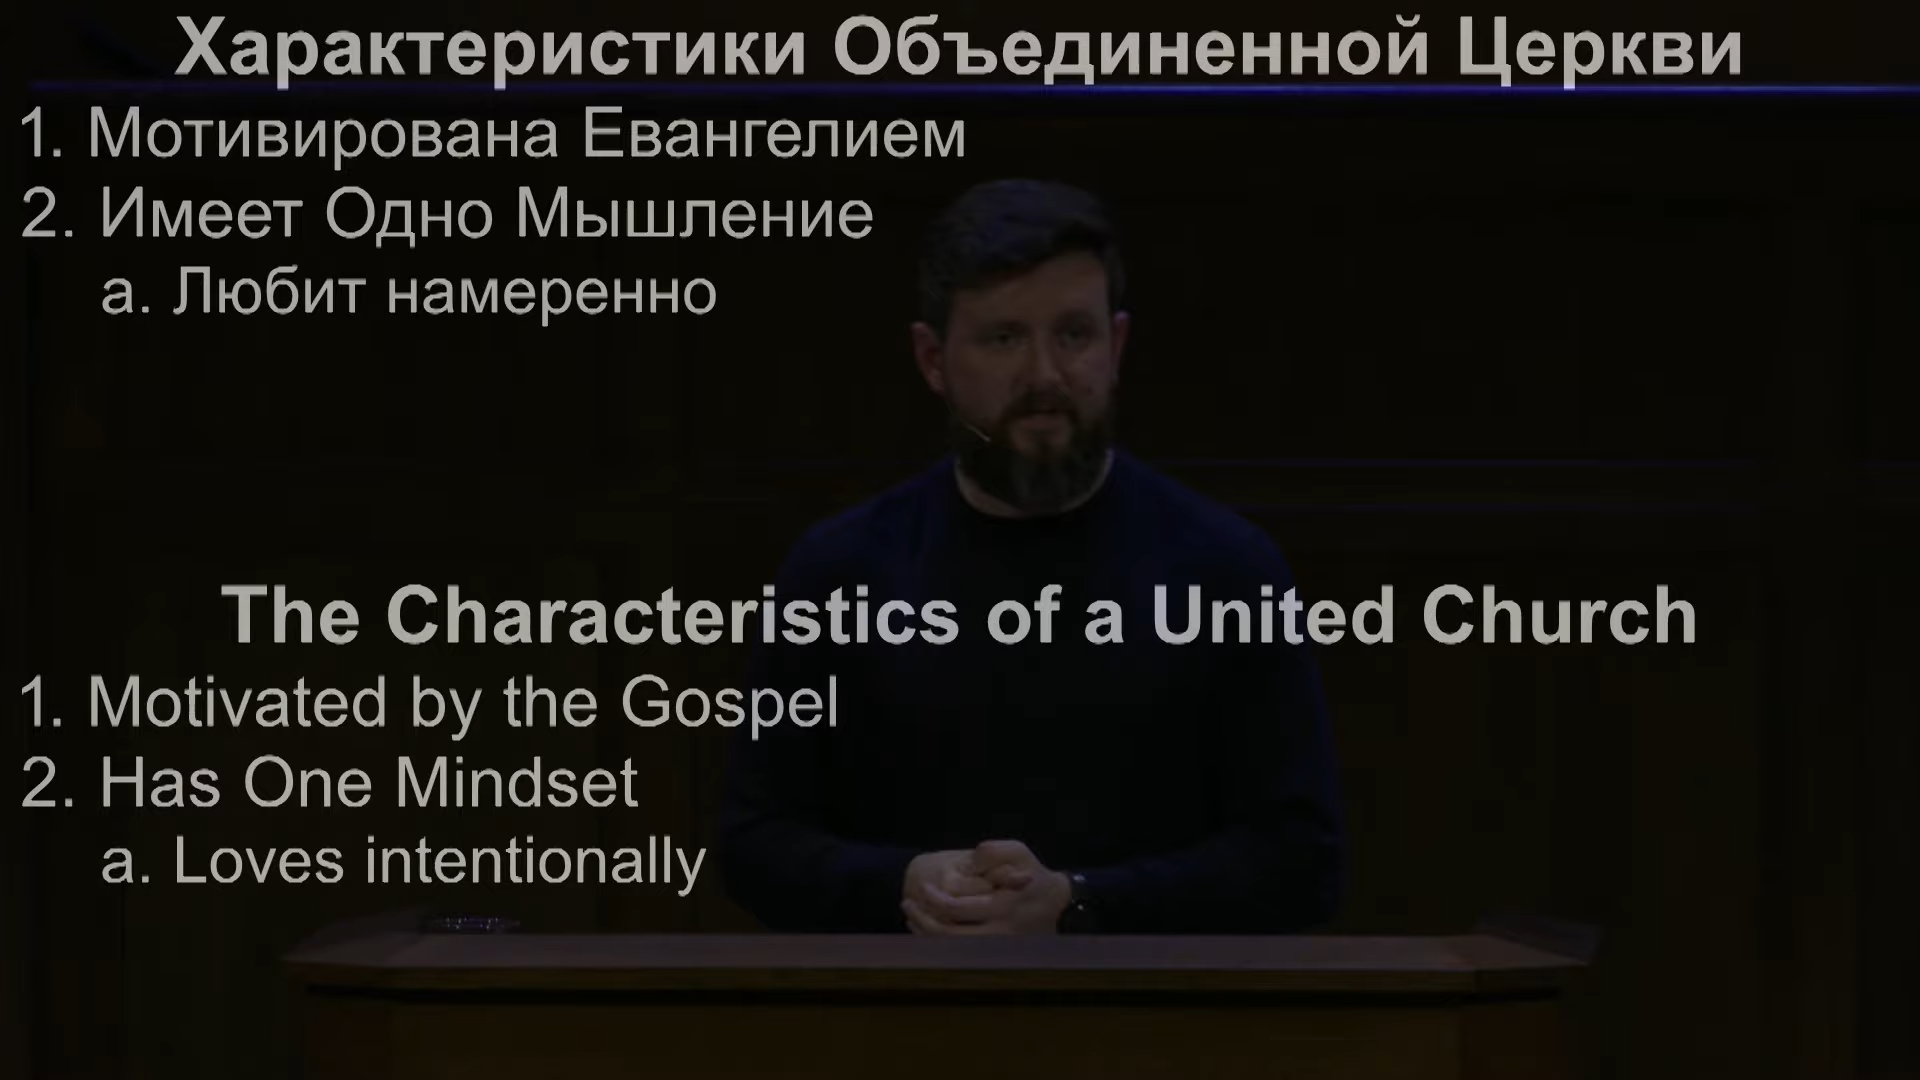 Характеристики Объединенной Церкви
1. Мотивирована Евангелием
2. Имеет Одно Мышление
a. Любит намеренно
The Characteristics of a United Church
1. Motivated by the Gospel
2. Has One Mindset
a. Loves intentionally